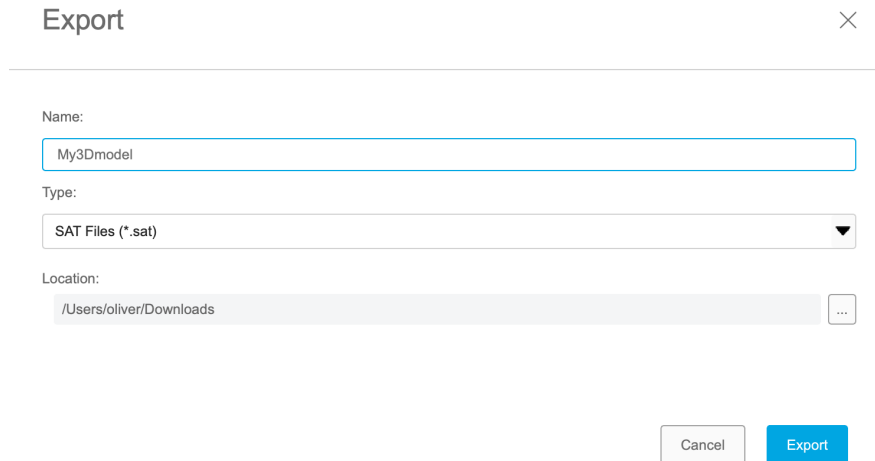 Export
Name:
My3Dmodel
Type:
SAT Files (*.sat)
Location:
/Users/oliver/Downloads
...
Cancel
Export